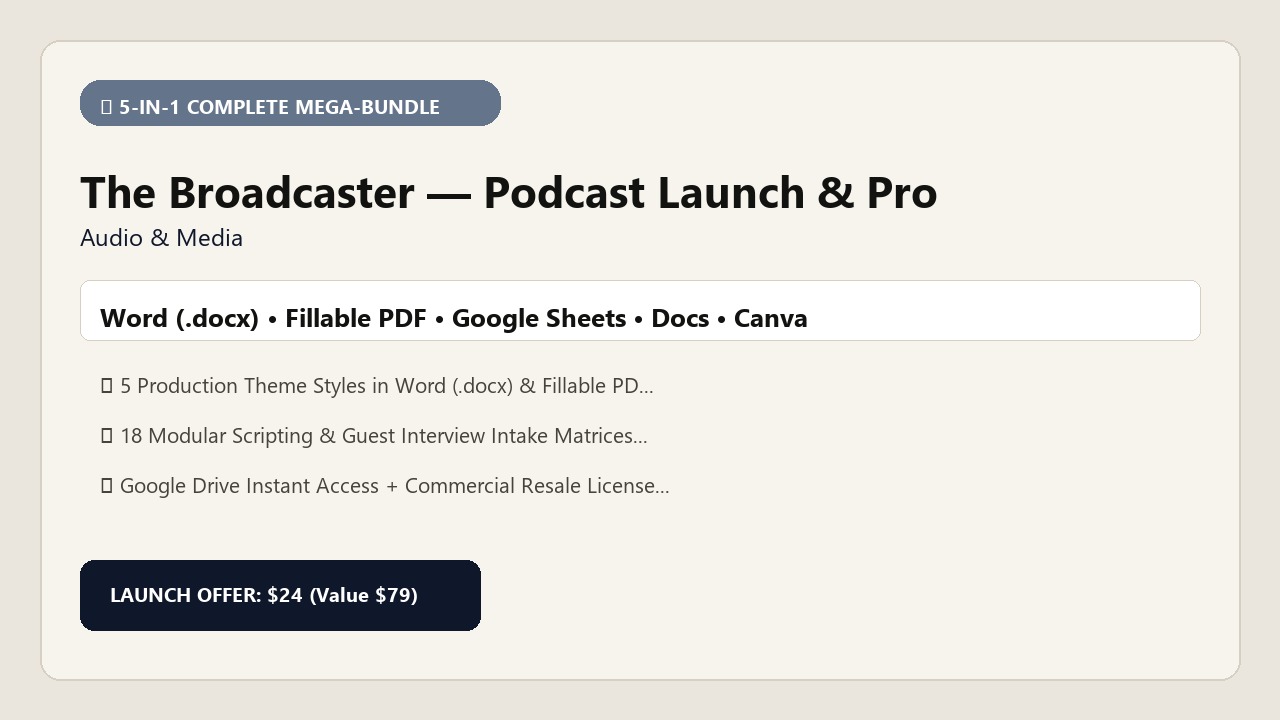 ▯ 5-IN-1 COMPLETE MEGA-BUNDLE
The Broadcaster — Podcast Launch & Pro
Audio & Media
Word (.docx) • Fillable PDF • Google Sheets • Docs • Canva
▯ 5 Production Theme Styles in Word (.docx) & Fillable PD...
▯ 18 Modular Scripting & Guest Interview Intake Matrices...
▯ Google Drive Instant Access + Commercial Resale License...
LAUNCH OFFER: $24 (Value $79)